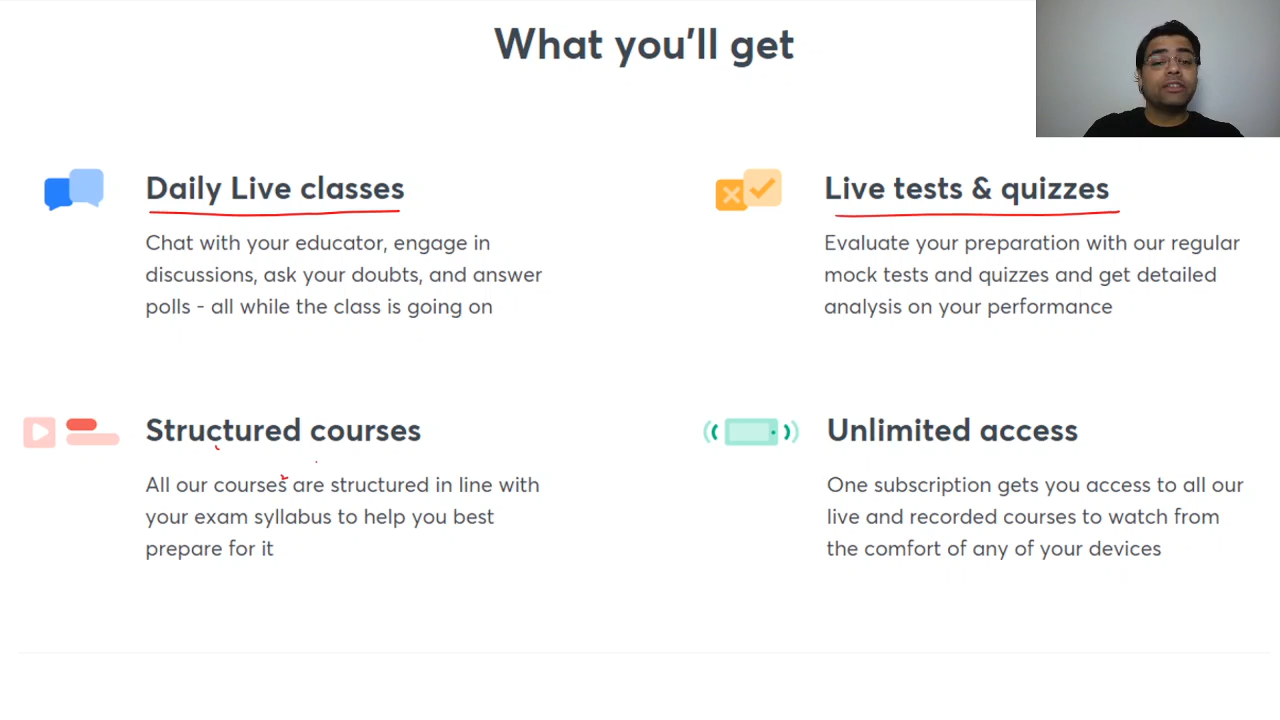 What you'll get
Daily Live classes
Chat with your educator, engage in
discussions, ask your doubts, and answer
polls - all while the class is going on
Live tests & quizzes
Evaluate your preparation with our regular
mock tests and quizzes and get detailed
analysis on your performance
Structured courses
All our courses are structured in line with
your exam syllabus to help you best
prepare for it
Unlimited access
One subscription gets you access to all our
live and recorded courses to watch from
the comfort of any of your devices